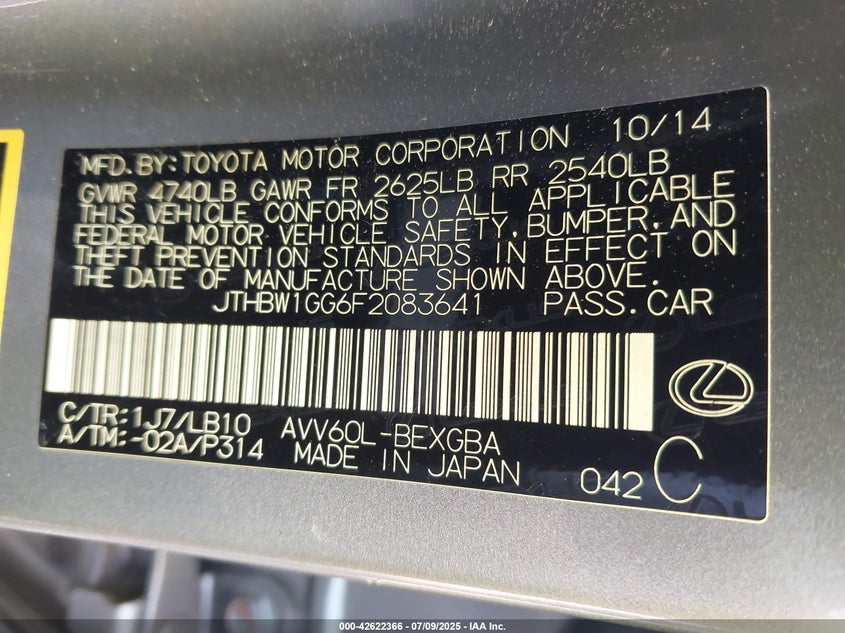 MFD.BY:TOYOTA MOTOR CORPORATION 10/14
GVWR 4740LB GAWR FR 2625LB RR 2540LB
THIS VEHICLE CONFORMS TO ALL APPLICABLE
FEDERAL MOTOR VEHICLE SAFETY,BUMPER,AND
THEFT PREVENTION STANDARDS IN EFFECT ON
THE DATE OF MANUFACTURE SHOWN ABOVE.
JTHBW1GG6F2083641 PASS.CAR
C/TR:1J7/LB10 AVV60L-BEXGBA
A/TM:-02A/P314 MADE IN JAPAN 042 C
000-42622366 - 07/09/2025 - IAA Inc.